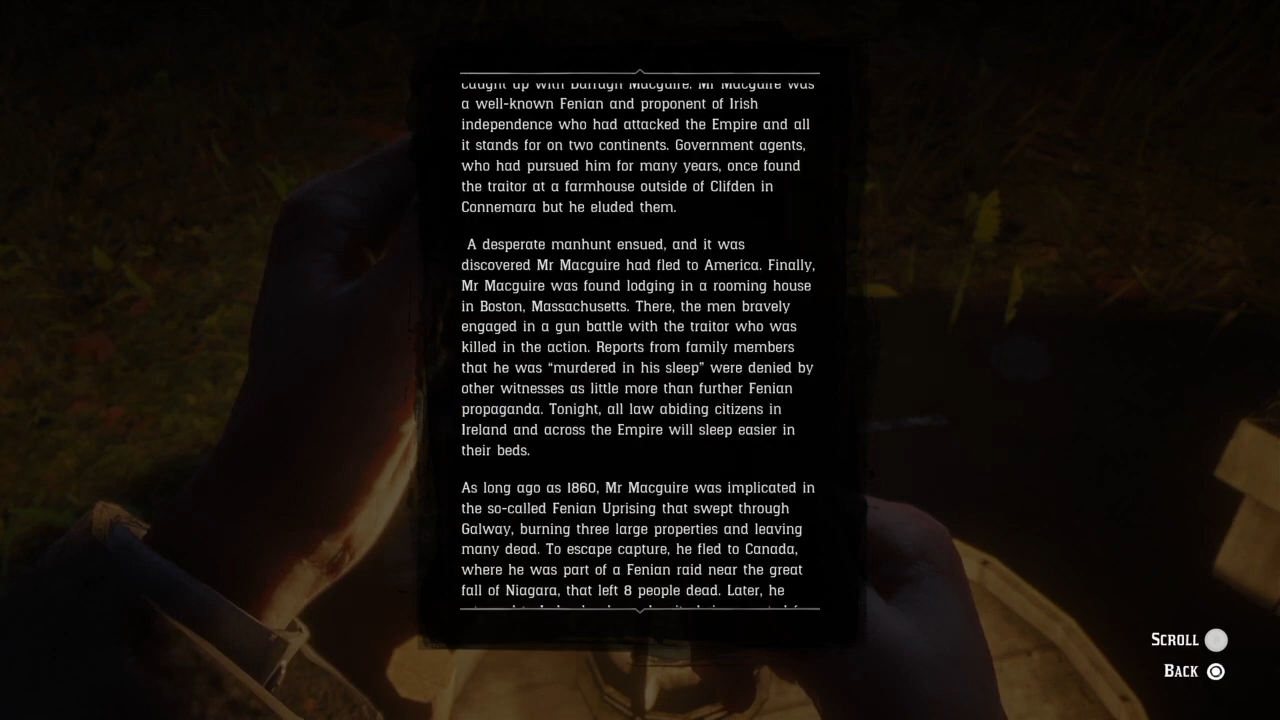 caught up with Darragh Macguire. Mr Macguire was
a well-known Fenian and proponent of Irish
independence who had attacked the Empire and all
it stands for on two continents. Government agents,
who had pursued him for many years, once found
the traitor at a farmhouse outside of Clifden in
Connemara but he eluded them.
A desperate manhunt ensued, and it was
discovered Mr Macguire had fled to America. Finally,
Mr Macguire was found lodging in a rooming house
in Boston, Massachusetts. There, the men bravely
engaged in a gun battle with the traitor who was
killed in the action. Reports from family members
that he was “murdered in his sleep” were denied by
other witnesses as little more than further Fenian
propaganda. Tonight, all law abiding citizens in
Ireland and across the Empire will sleep easier in
their beds.
As long ago as 1860, Mr Macguire was implicated in
the so-called Fenian Uprising that swept through
Galway, burning three large properties and leaving
many dead. To escape capture, he fled to Canada,
where he was part of a Fenian raid near the great
fall of Niagara, that left 8 people dead. Later, he
SCROLL
BACK